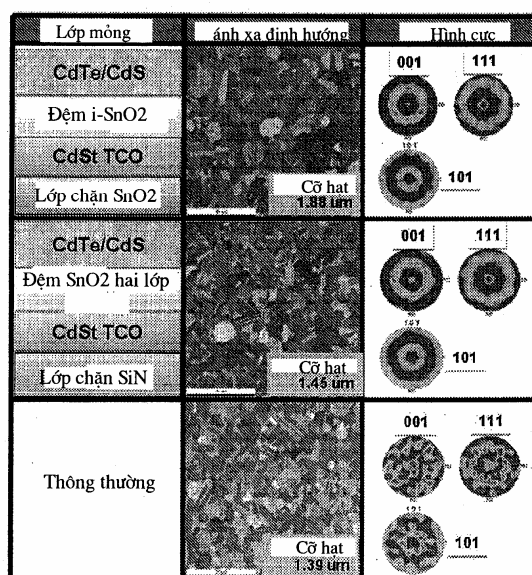 Lớp mỏng
ánh xạ định hướng
Hình cực
CdTe/CdS
Đệm i-SnO2
CdSt TCO
Lớp chặn SnO2
Cỡ hạt
1.88 um
001
111
101
CdTe/CdS
Đệm SnO2 hai lớp
CdSt TCO
Lớp chặn SiN
Cỡ hạt
1.45 um
001
111
101
Thông thường
Cỡ hạt
1.39 um
001
111
101